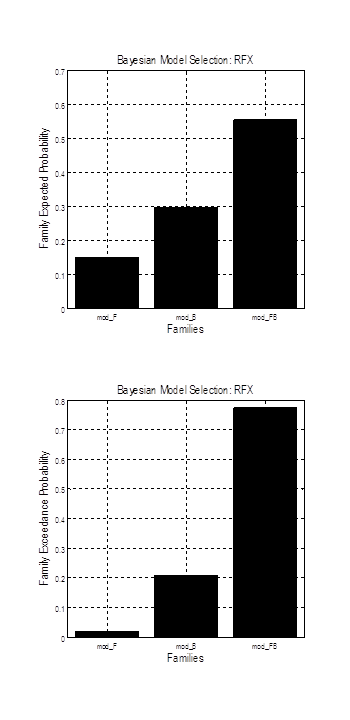 Bayesian Model Selection: RFX
0.7
0.6
0.5
0.4
0.3
0.2
0.1
0
Family Expected Probability
mod_F mod_B mod_FB
Families
Bayesian Model Selection: RFX
0.8
0.7
0.6
0.5
0.4
0.3
0.2
0.1
0
Family Exceedance Probability
mod_F mod_B mod_FB
Families